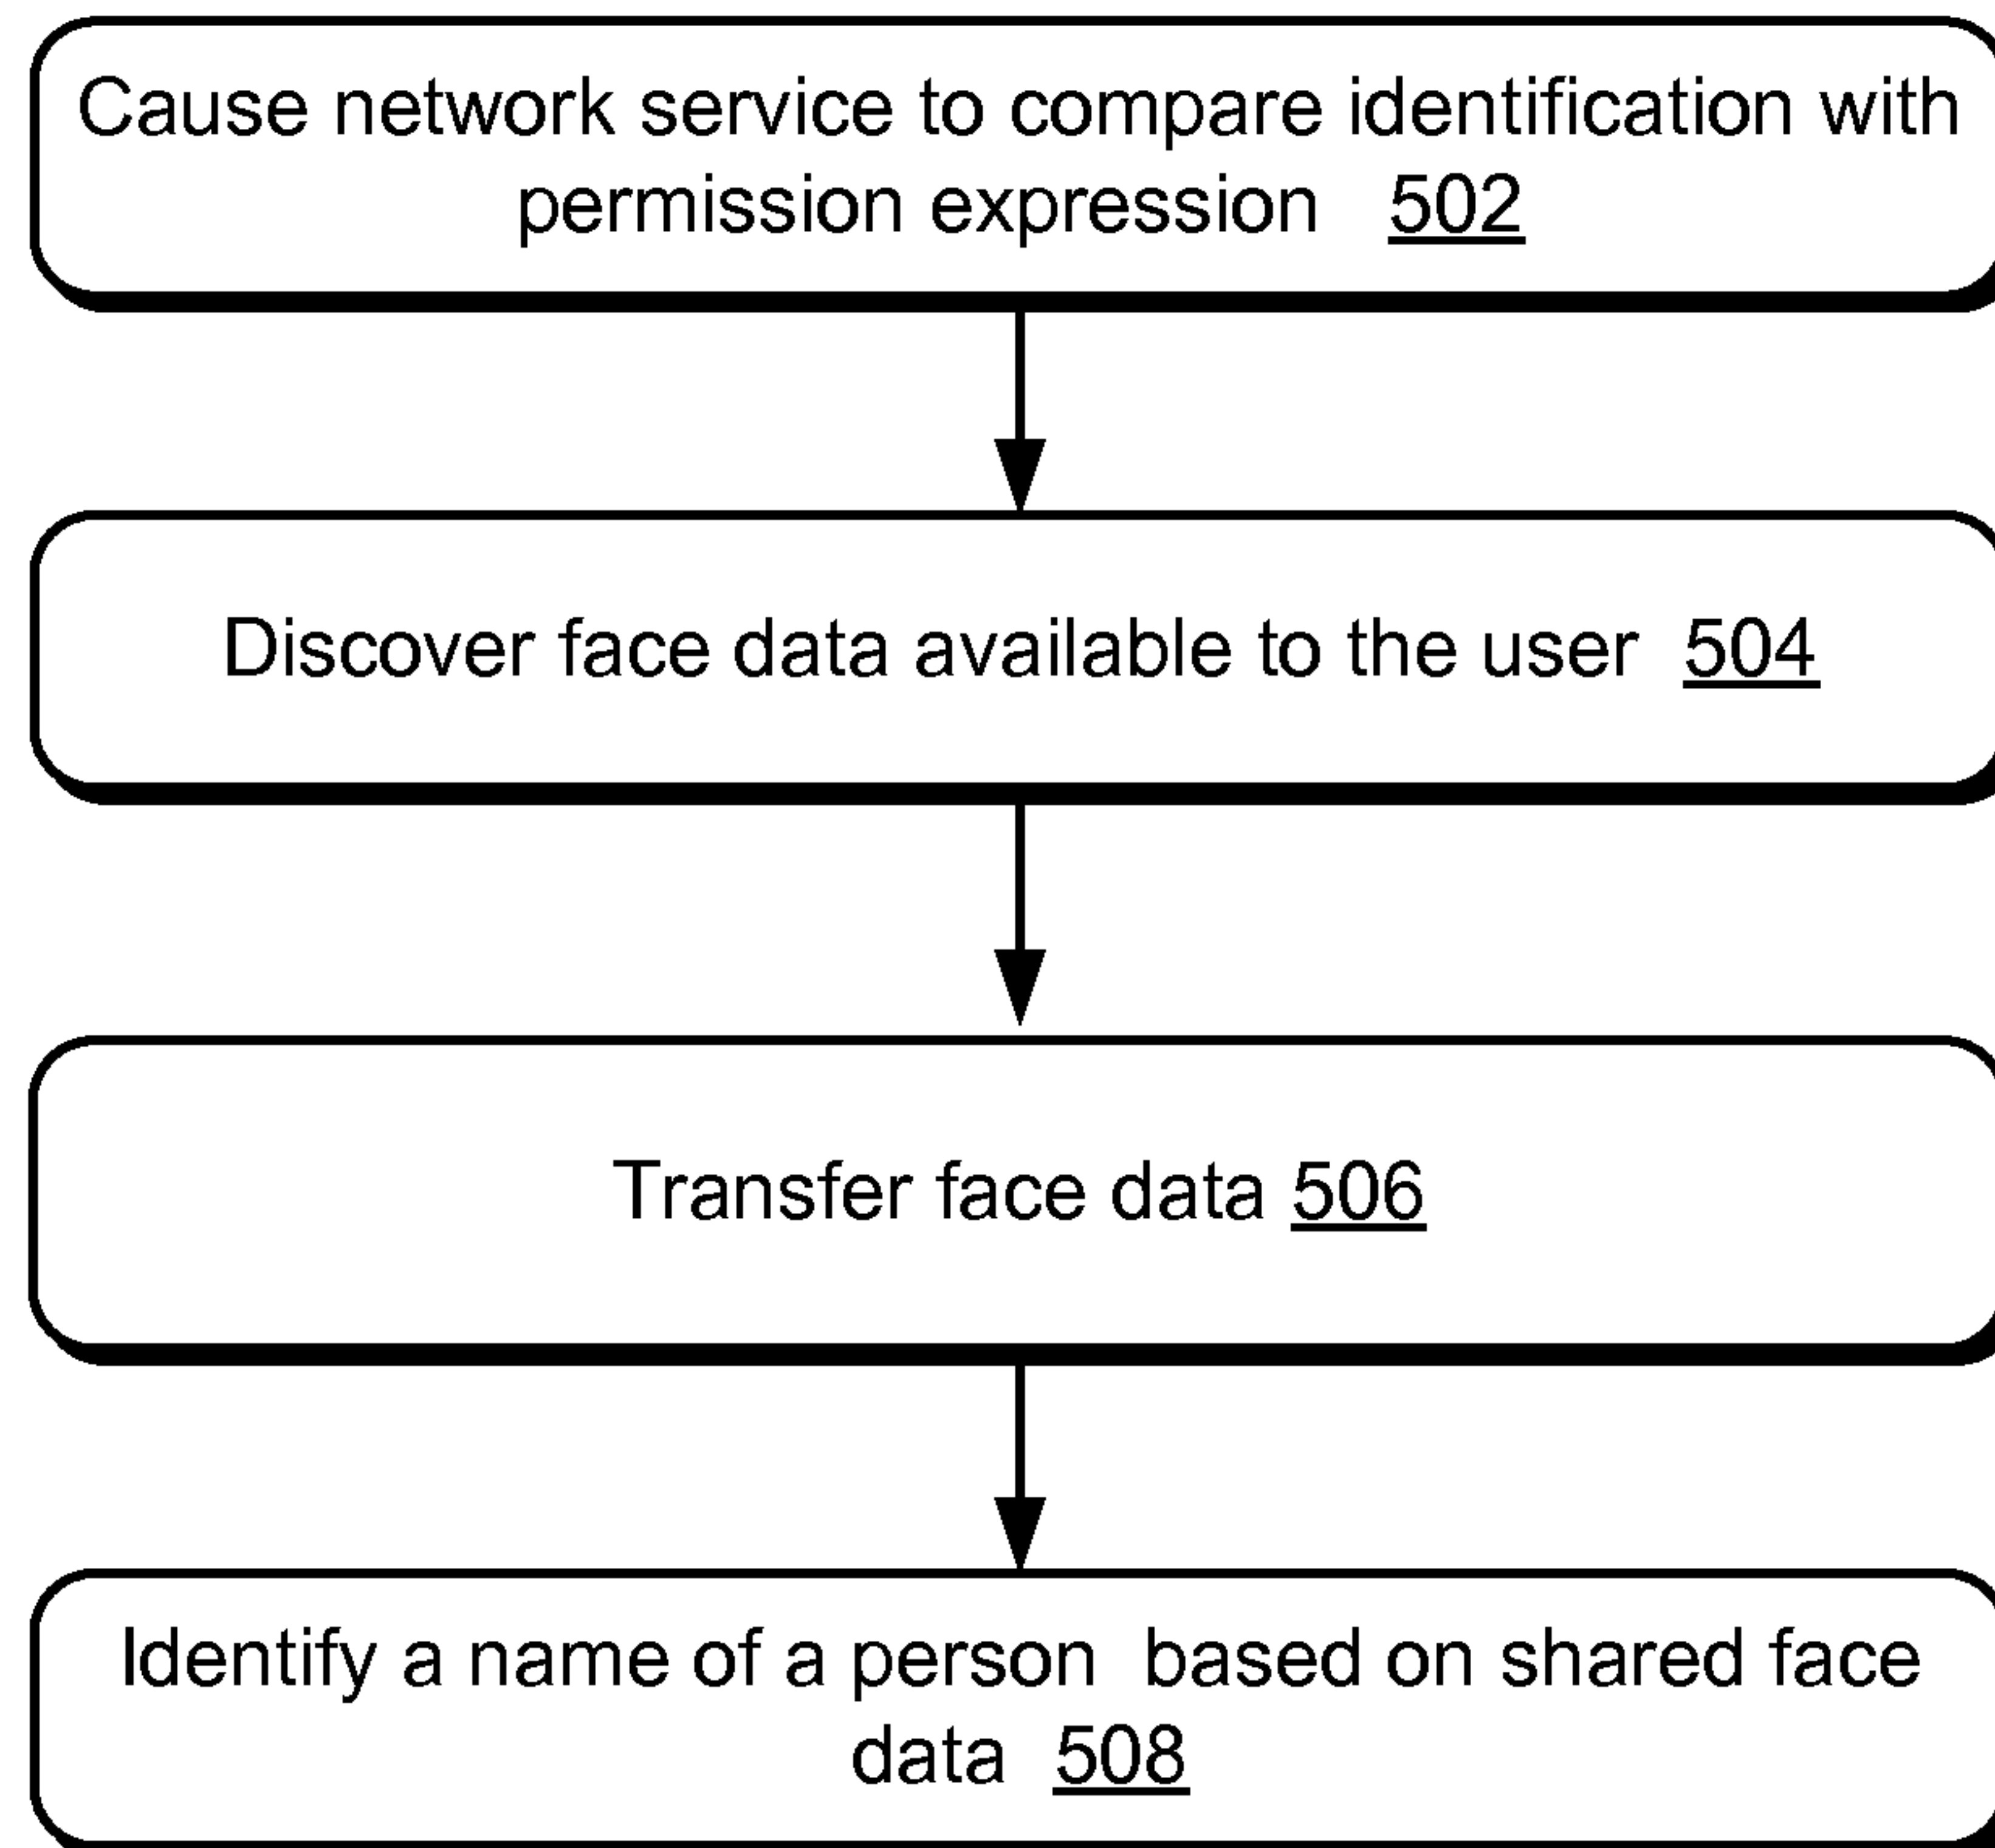 Cause network service to compare identification with
permission expression 502
Discover face data available to the user 504
Transfer face data 506
Identify a name of a person based on shared face
data 508